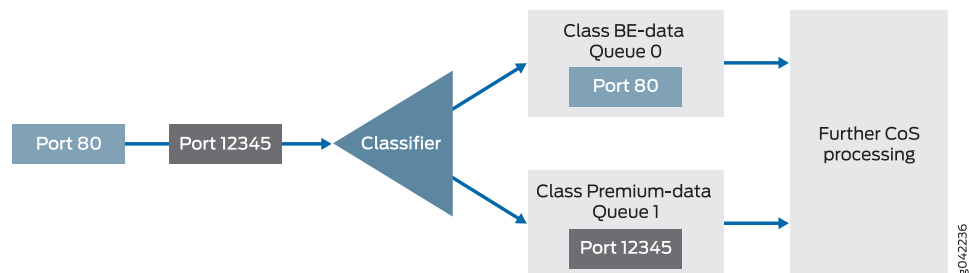 Port 80
Port 12345
Classifier
Class BE-data
Queue 0
Port 80
Class Premium-data
Queue 1
Port 12345
Further CoS
processing
g042236